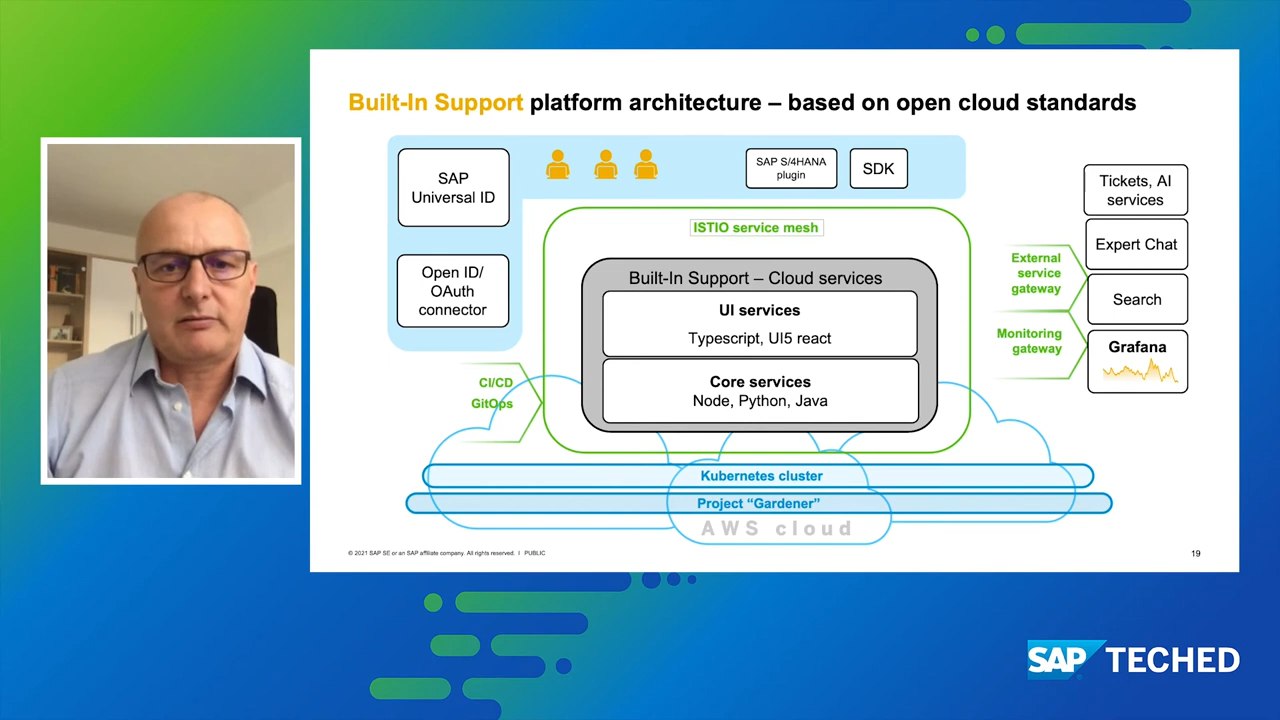 Built-In Support platform architecture – based on open cloud standards
SAP
Universal ID
SAP S/4HANA
plugin
SDK
Open ID/
OAuth
connector
ISTIO service mesh
Built-In Support – Cloud services
UI services
Typescript, UI5 react
Core services
Node, Python, Java
CI/CD
GitOps
External
service
gateway
Monitoring
gateway
Tickets, AI
services
Expert Chat
Search
Grafana
Kubernetes cluster
Project “Gardener”
AWS cloud
© 2021 SAP SE or an SAP affiliate company. All rights reserved. I PUBLIC
19
SAP TECHED